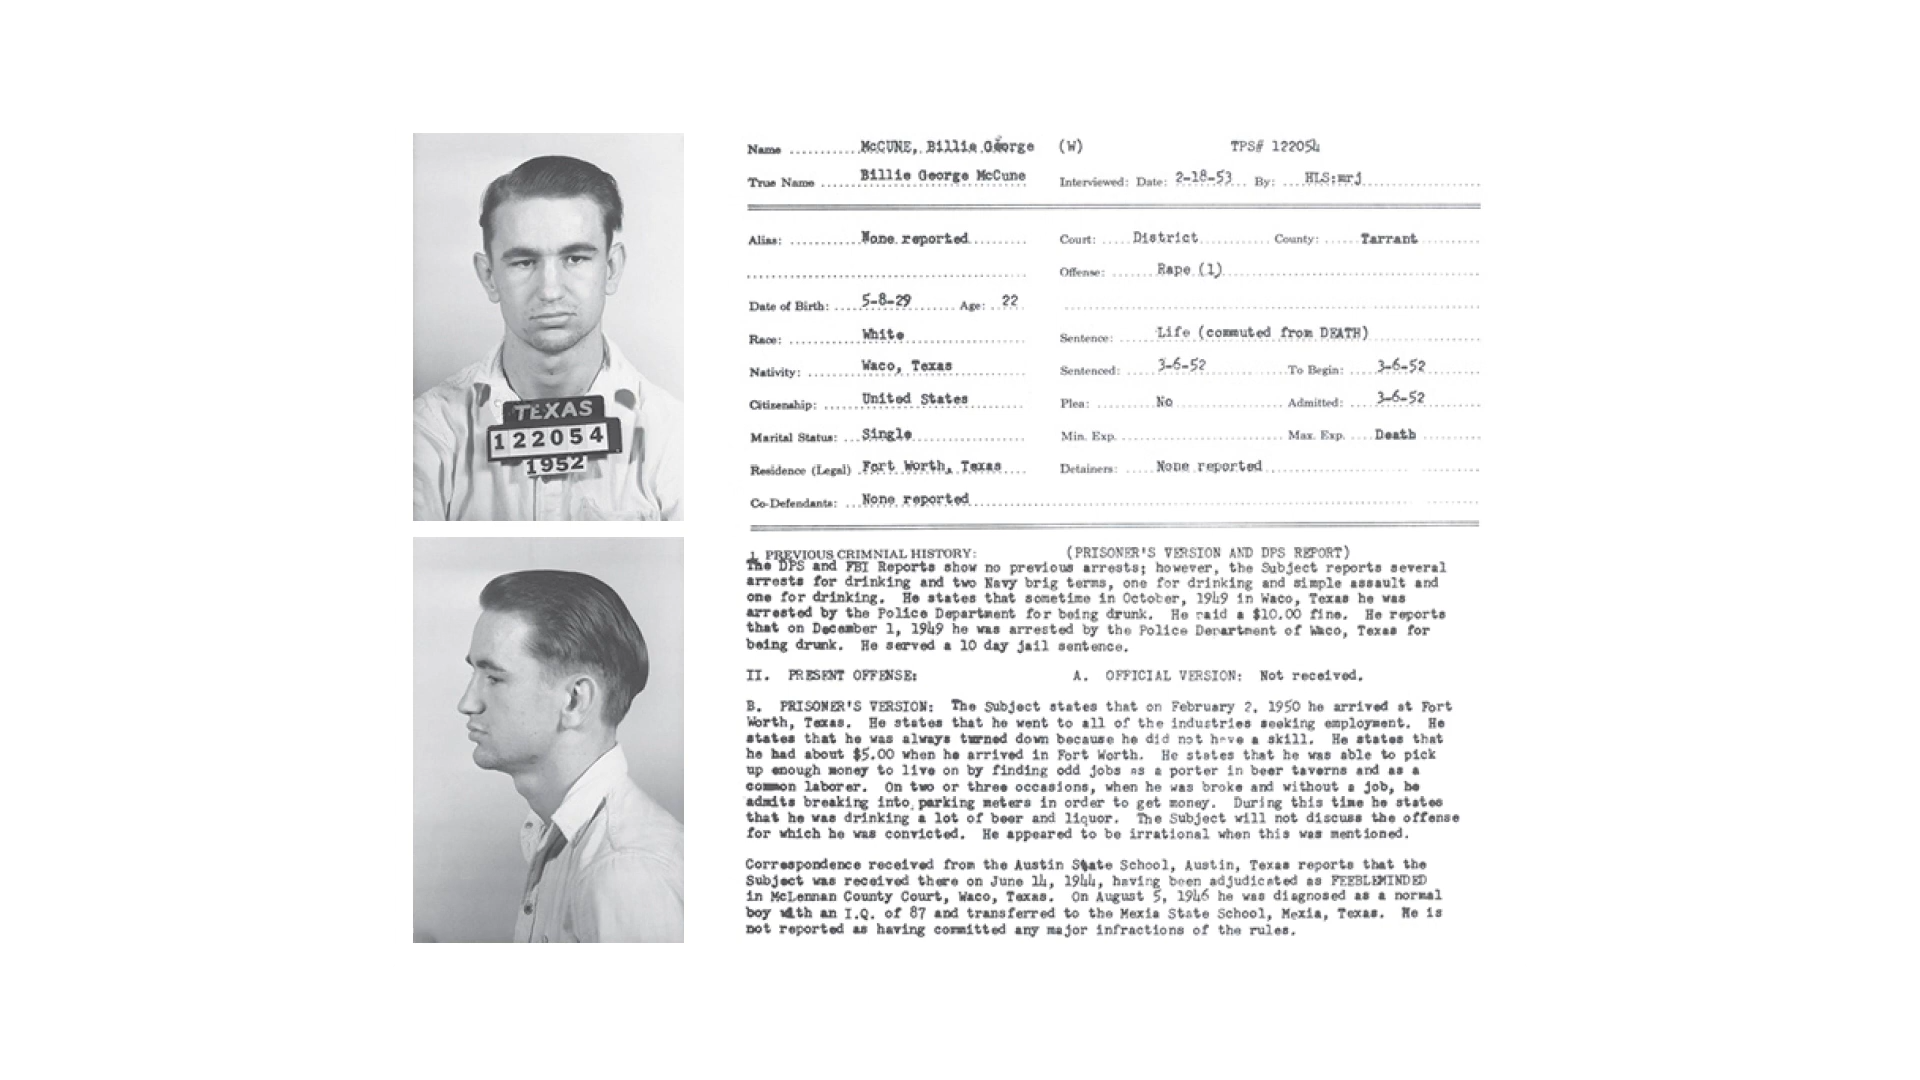 TEXAS
122054
1952
Name McCUNE, Billie George (W) TPS# 122054
True Name Billie George McCune Interviewed: Date: 2-18-53 By: HLS:mrj
Alias: None reported Court: District County: Tarrant
Offense: Rape (1)
Date of Birth: 5-8-29 Age: 22
Race: White Sentence: Life (commuted from DEATH)
Nativity: Waco, Texas Sentenced: 3-6-52 To Begin: 3-6-52
Citizenship: United States Plea: No Admitted: 3-6-52
Marital Status: Single Min. Exp. Max. Exp. Death
Residence (Legal) Fort Worth, Texas Detainers: None reported
Co-Defendants: None reported
1. PREVIOUS CRIMNIAL HISTORY: (PRISONER'S VERSION AND DPS REPORT)
The DPS and FBI Reports show no previous arrests; however, the Subject reports several
arrests for drinking and two Navy brig terms, one for drinking and simple assault and
one for drinking. He states that sometime in October, 1949 in Waco, Texas he was
arrested by the Police Department for being drunk. He paid a $10.00 fine. He reports
that on December 1, 1949 he was arrested by the Police Department of Waco, Texas for
being drunk. He served a 10 day jail sentence.
II. PRESENT OFFENSE: A. OFFICIAL VERSION: Not received.
B. PRISONER'S VERSION: The Subject states that on February 2, 1950 he arrived at Fort
Worth, Texas. He states that he went to all of the industries seeking employment. He
states that he was always turned down because he did not have a skill. He states that
he had about $5.00 when he arrived in Fort Worth. He states that he was able to pick
up enough money to live on by finding odd jobs as a porter in beer taverns and as a
common laborer. On two or three occasions, when he was broke and without a job, he
admits breaking into parking meters in order to get money. During this time he states
that he was drinking a lot of beer and liquor. The Subject will not discuss the offense
for which he was convicted. He appeared to be irrational when this was mentioned.
Correspondence received from the Austin State School, Austin, Texas reports that the
Subject was received there on June 14, 1944, having been adjudicated as FEEBLEMINDED
in McLennan County Court, Waco, Texas. On August 5, 1946 he was diagnosed as a normal
boy with an I.Q. of 87 and transferred to the Mexia State School, Mexia, Texas. He is
not reported as having committed any major infractions of the rules.